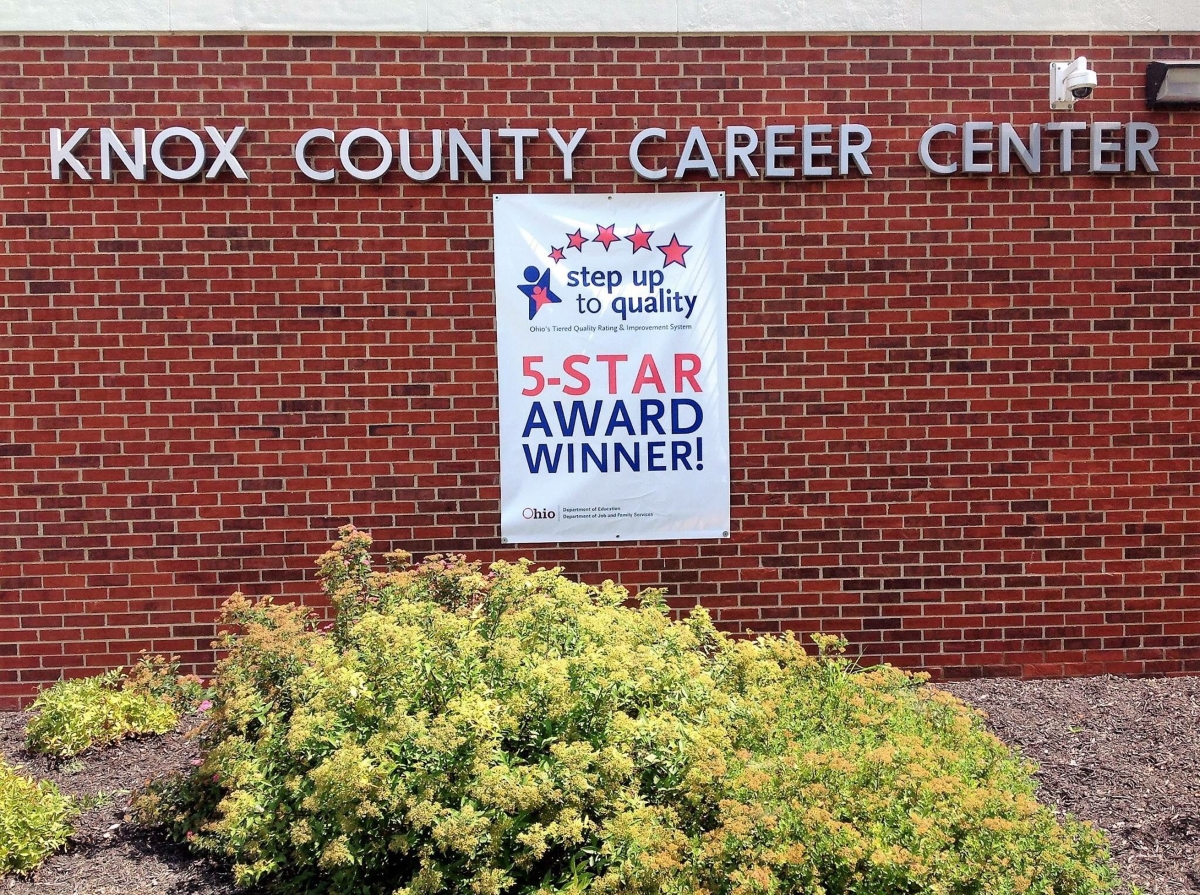 KNOX COUNTY CAREER CENTER
step up
to quality
Ohio's Tiered Quality Rating & Improvement System
5-STAR
AWARD
WINNER!
Ohio
Department of Education
Department of Job and Family Services